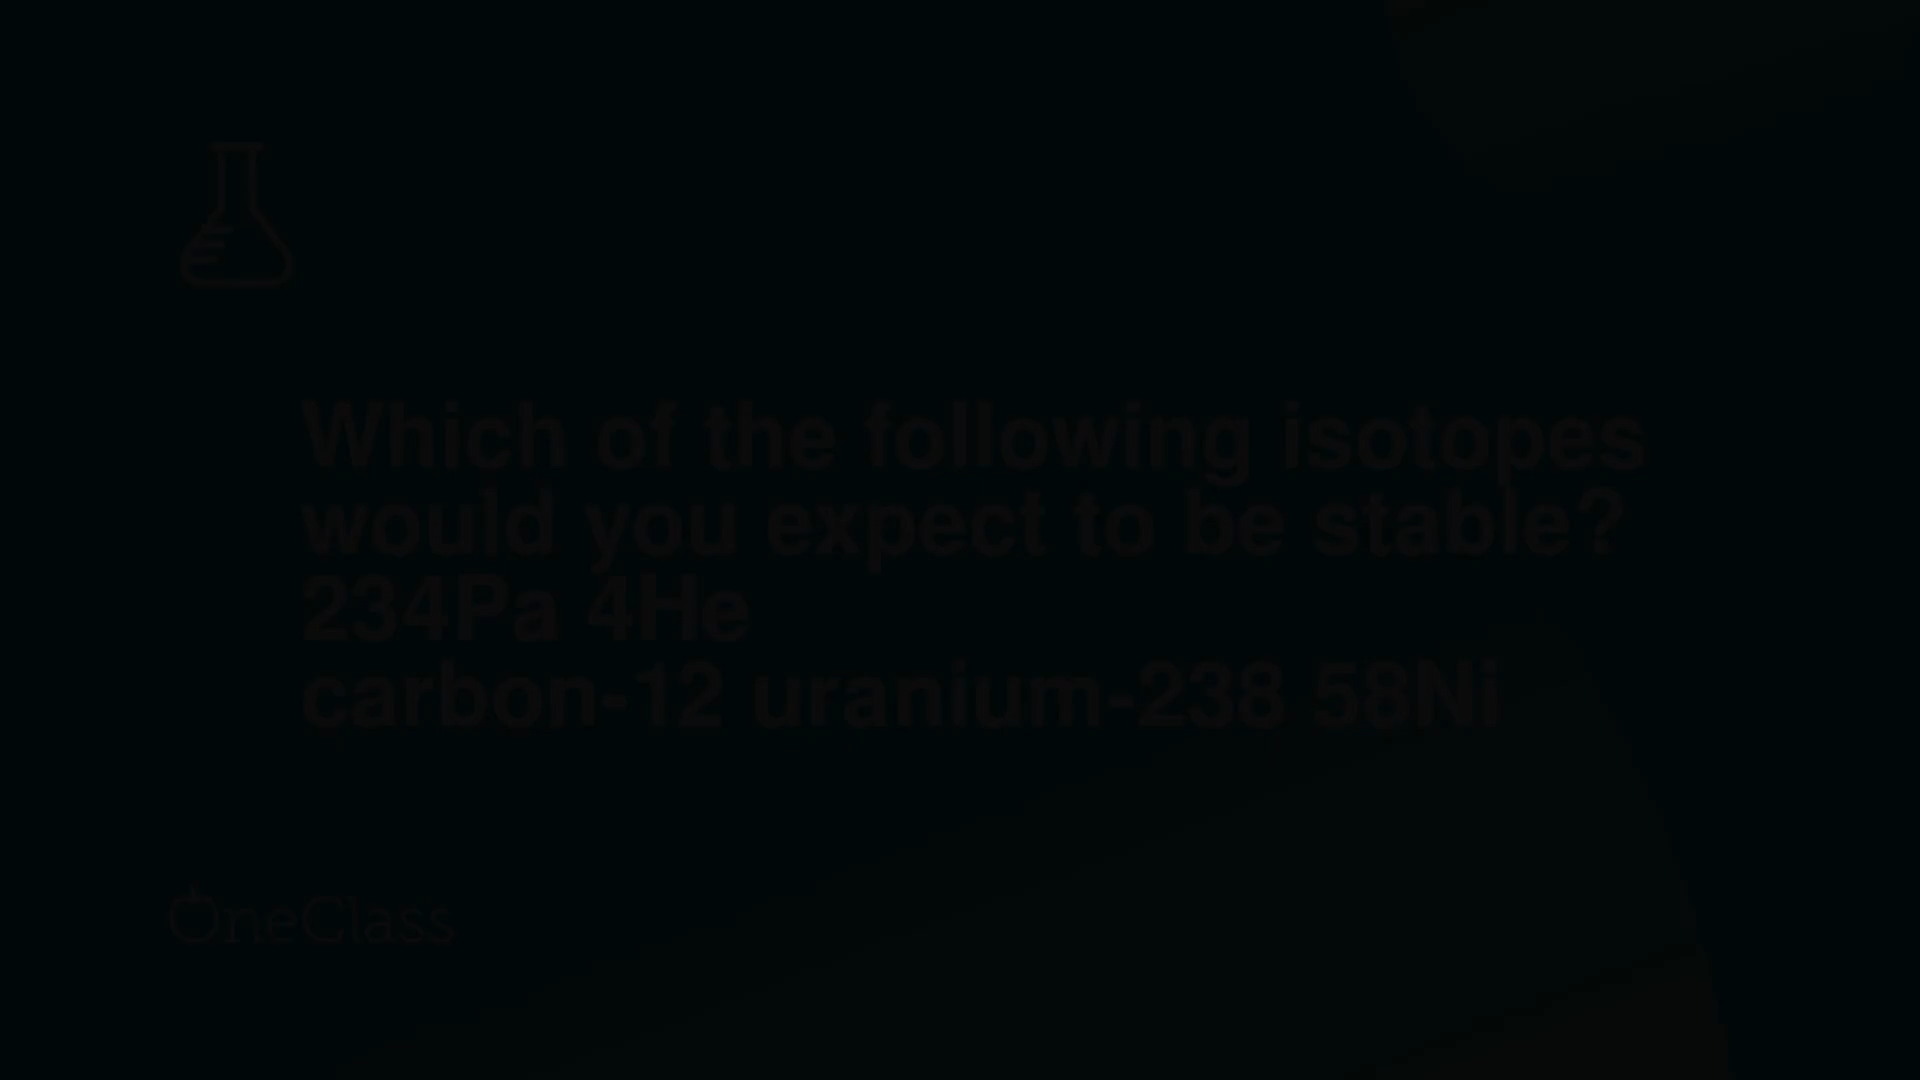 Which of the following isotopes
would you expect to be stable?
234Pa 4He
carbon-12 uranium-238 58Ni
OneClass